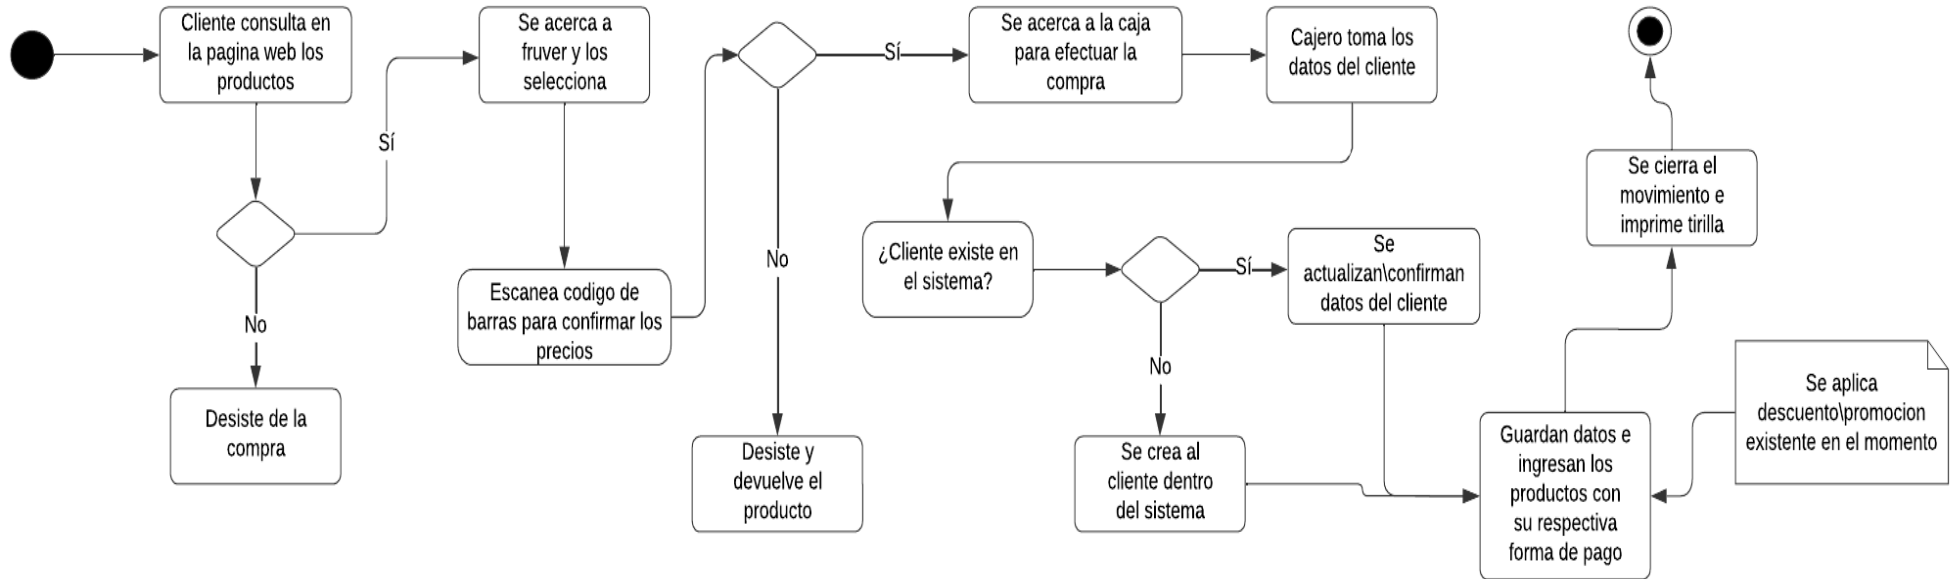 Cliente consulta en
la pagina web los
productos
Sí
No
Desiste de la
compra
Se acerca a
fruver y los
selecciona
Escanea codigo de
barras para confirmar los
precios
Sí
No
Desiste y
devuelve el
producto
Se acerca a la caja
para efectuar la
compra
Cajero toma los
datos del cliente
¿Cliente existe en
el sistema?
Sí
No
Se
actualizan\confirman
datos del cliente
Se crea al
cliente dentro
del sistema
Guardan datos e
ingresan los
productos con
su respectiva
forma de pago
Se aplica
descuento\promocion
existente en el momento
Se cierra el
movimiento e
imprime tirilla